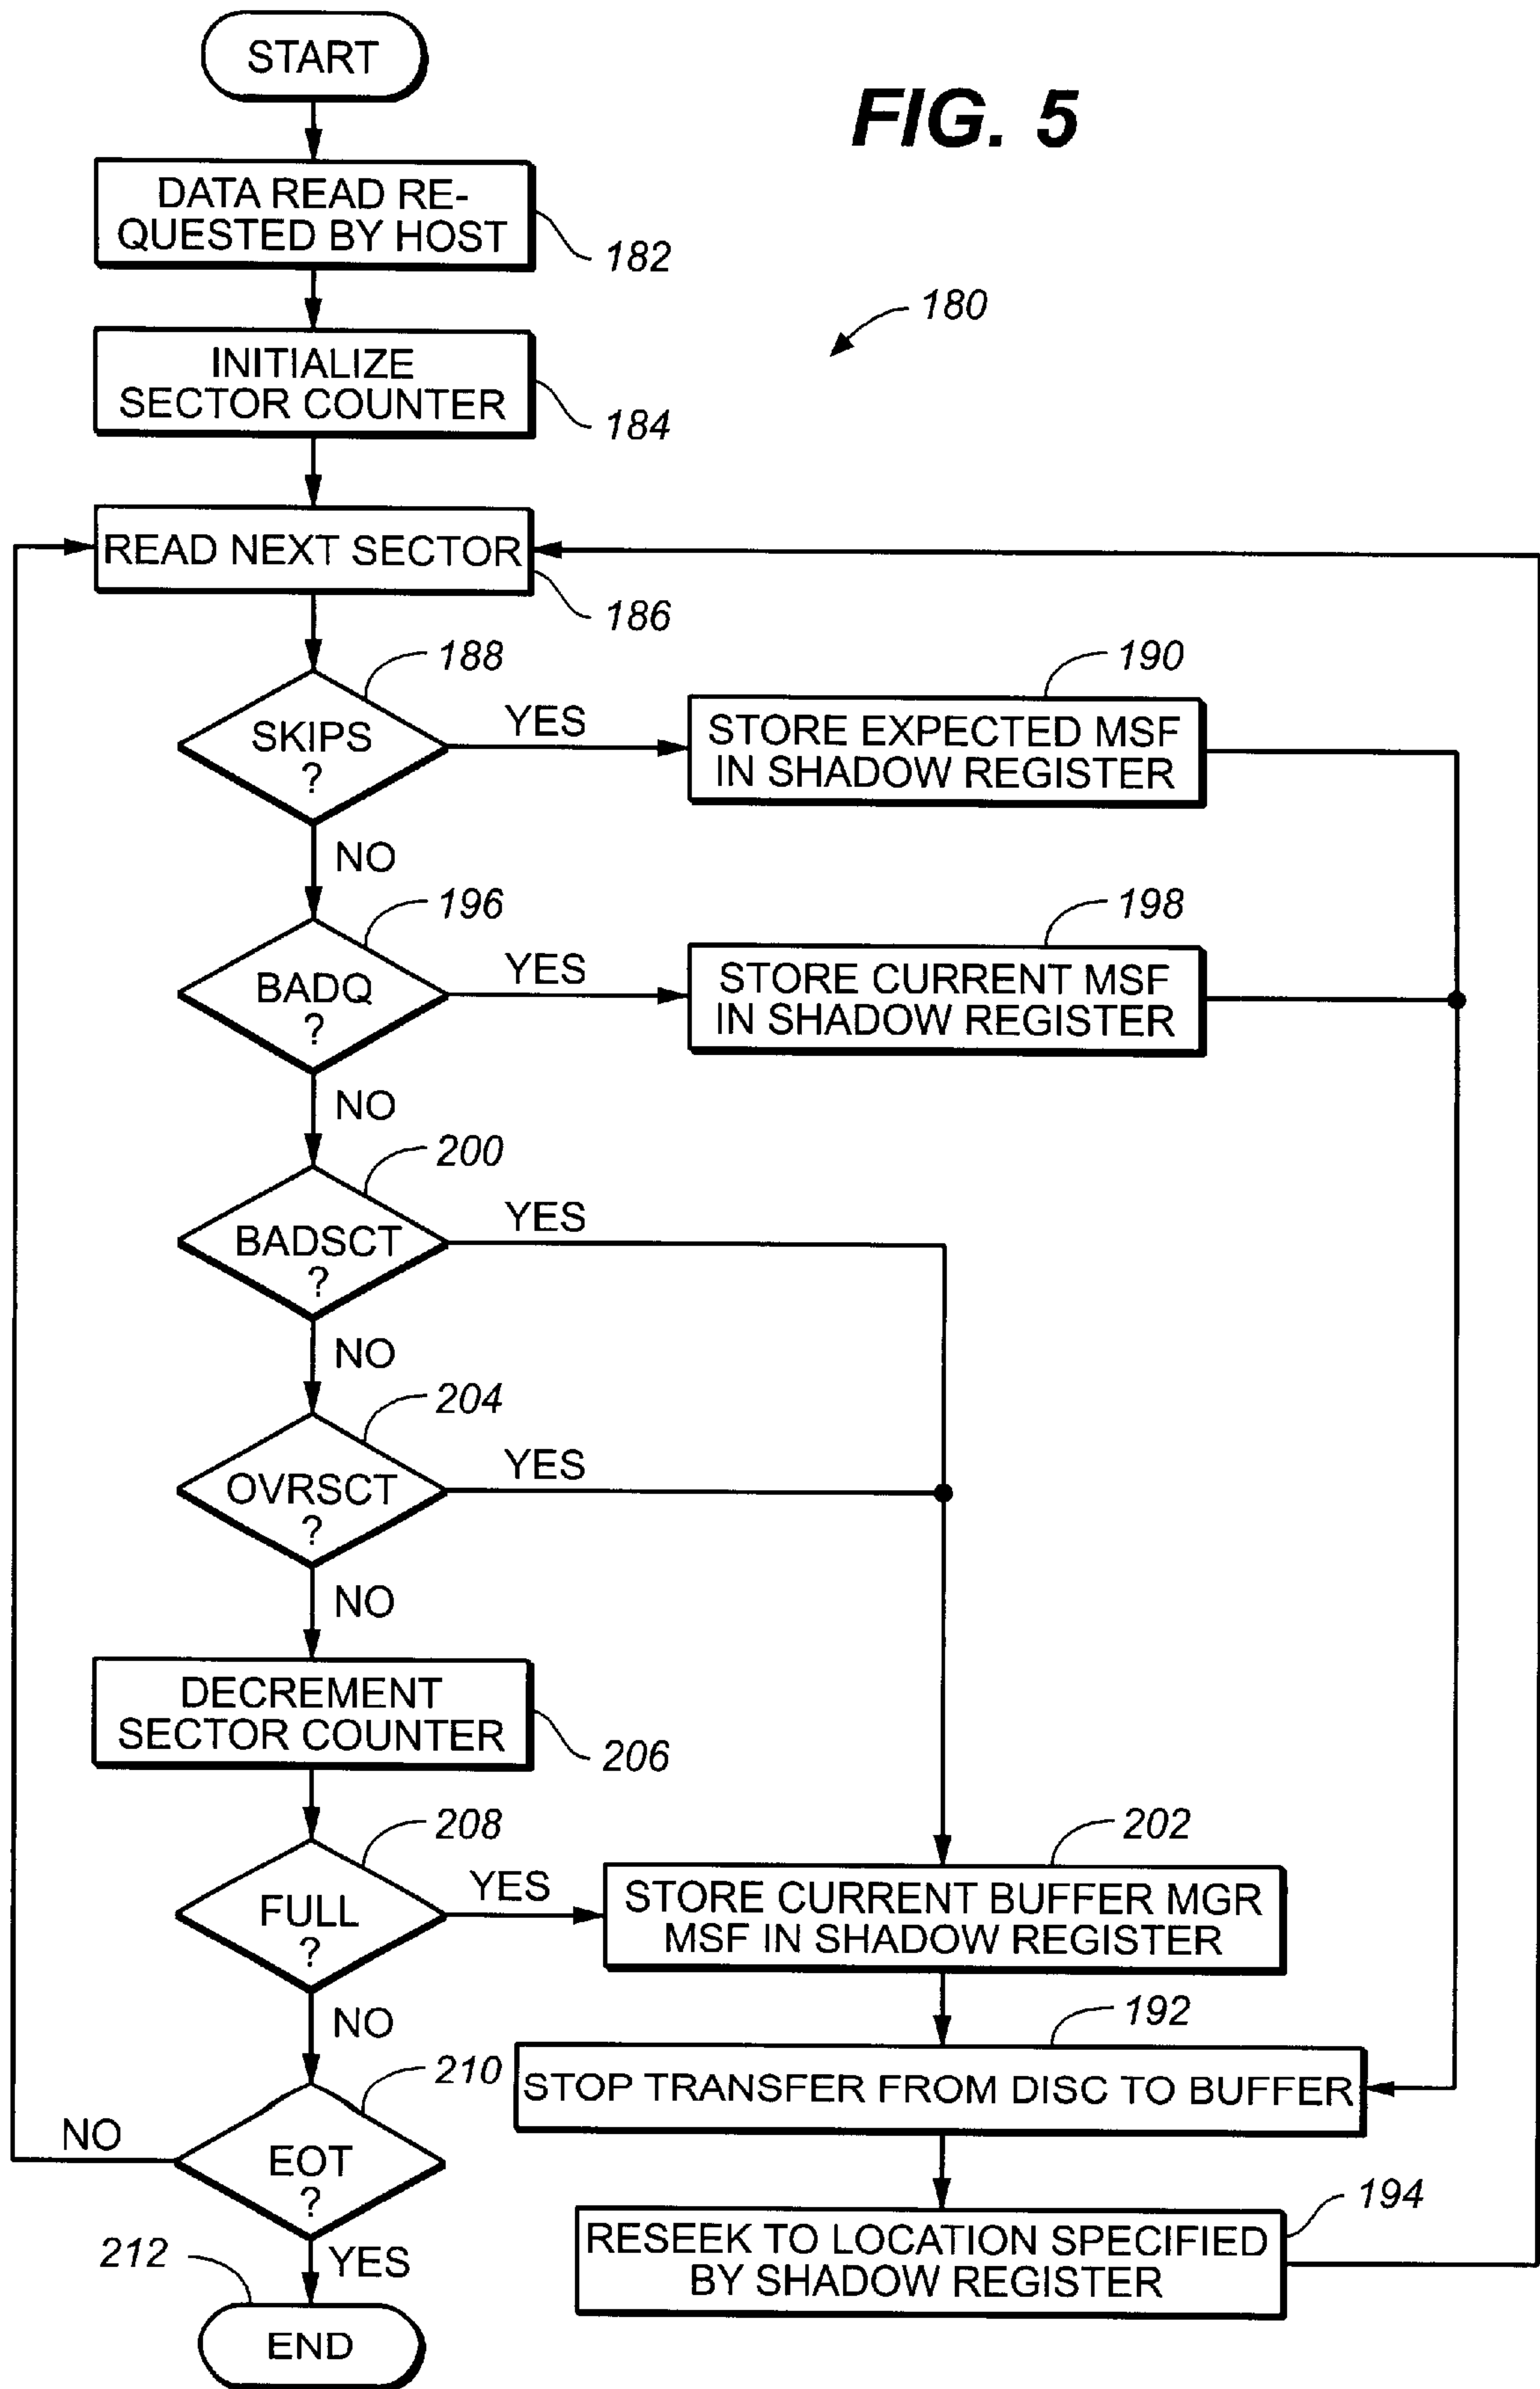 START
FIG. 5
DATA READ RE-
QUESTED BY HOST
182
180
INITIALIZE
SECTOR COUNTER
184
READ NEXT SECTOR
186
188
SKIPS
?
YES
190
STORE EXPECTED MSF
IN SHADOW REGISTER
NO
196
BADQ
?
YES
198
STORE CURRENT MSF
IN SHADOW REGISTER
NO
200
BADSCT
?
YES
NO
204
OVRSCT
?
YES
NO
DECREMENT
SECTOR COUNTER
206
208
FULL
?
YES
202
STORE CURRENT BUFFER MGR
MSF IN SHADOW REGISTER
NO
192
STOP TRANSFER FROM DISC TO BUFFER
210
EOT
?
NO
194
RESEEK TO LOCATION SPECIFIED
BY SHADOW REGISTER
YES
212
END